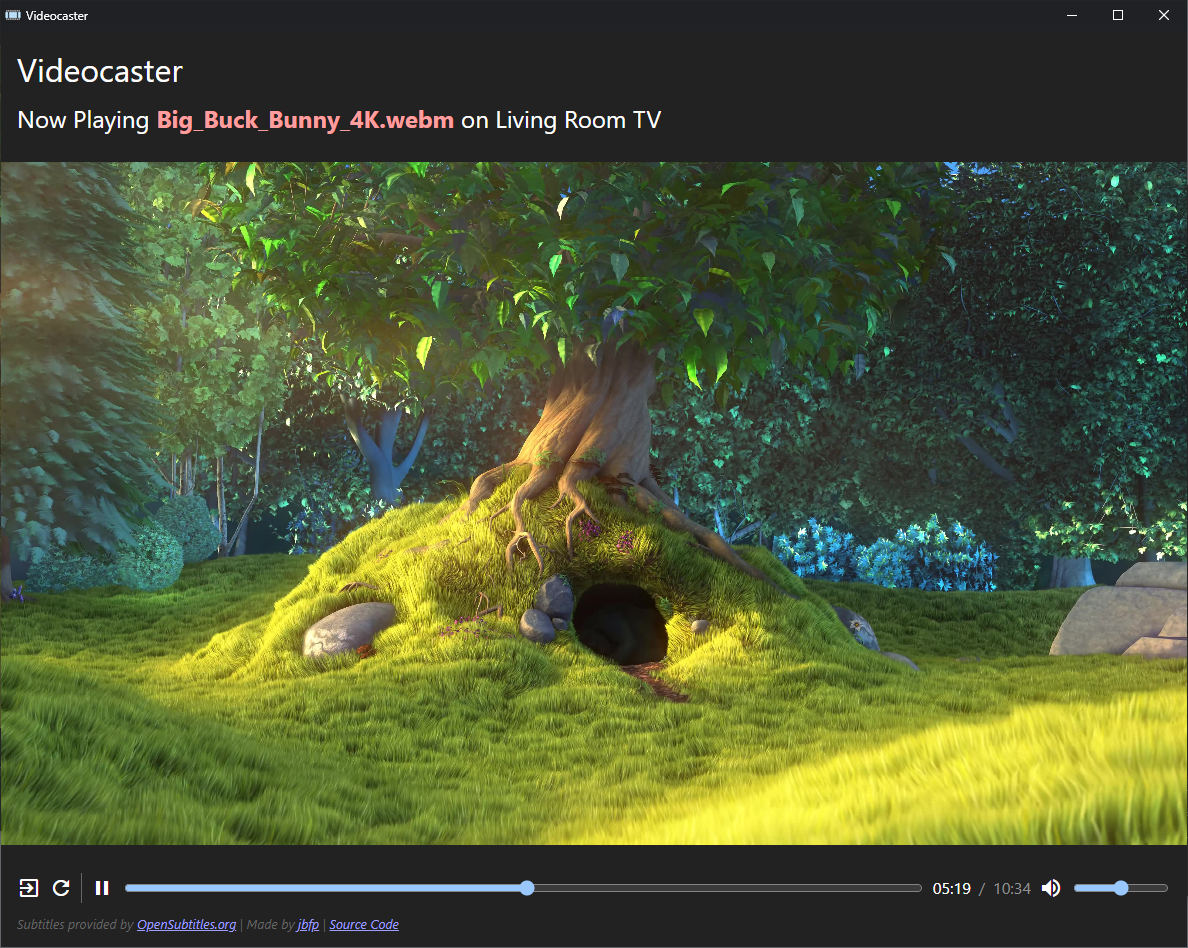 Videocaster
Videocaster
Now Playing Big_Buck_Bunny_4K.webm on Living Room TV
05:19 / 10:34
Subtitles provided by OpenSubtitles.org | Made by jbfp | Source Code